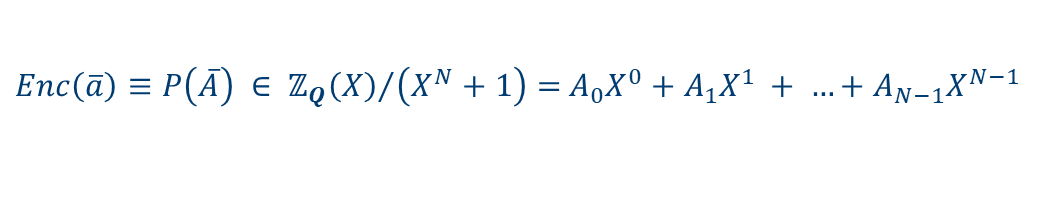 Enc(ā) ≡ P(Ā) ∈ ℤ_Q(X)/(X^N + 1) = A_0X^0 + A_1X^1 + … + A_{N−1}X^{N−1}